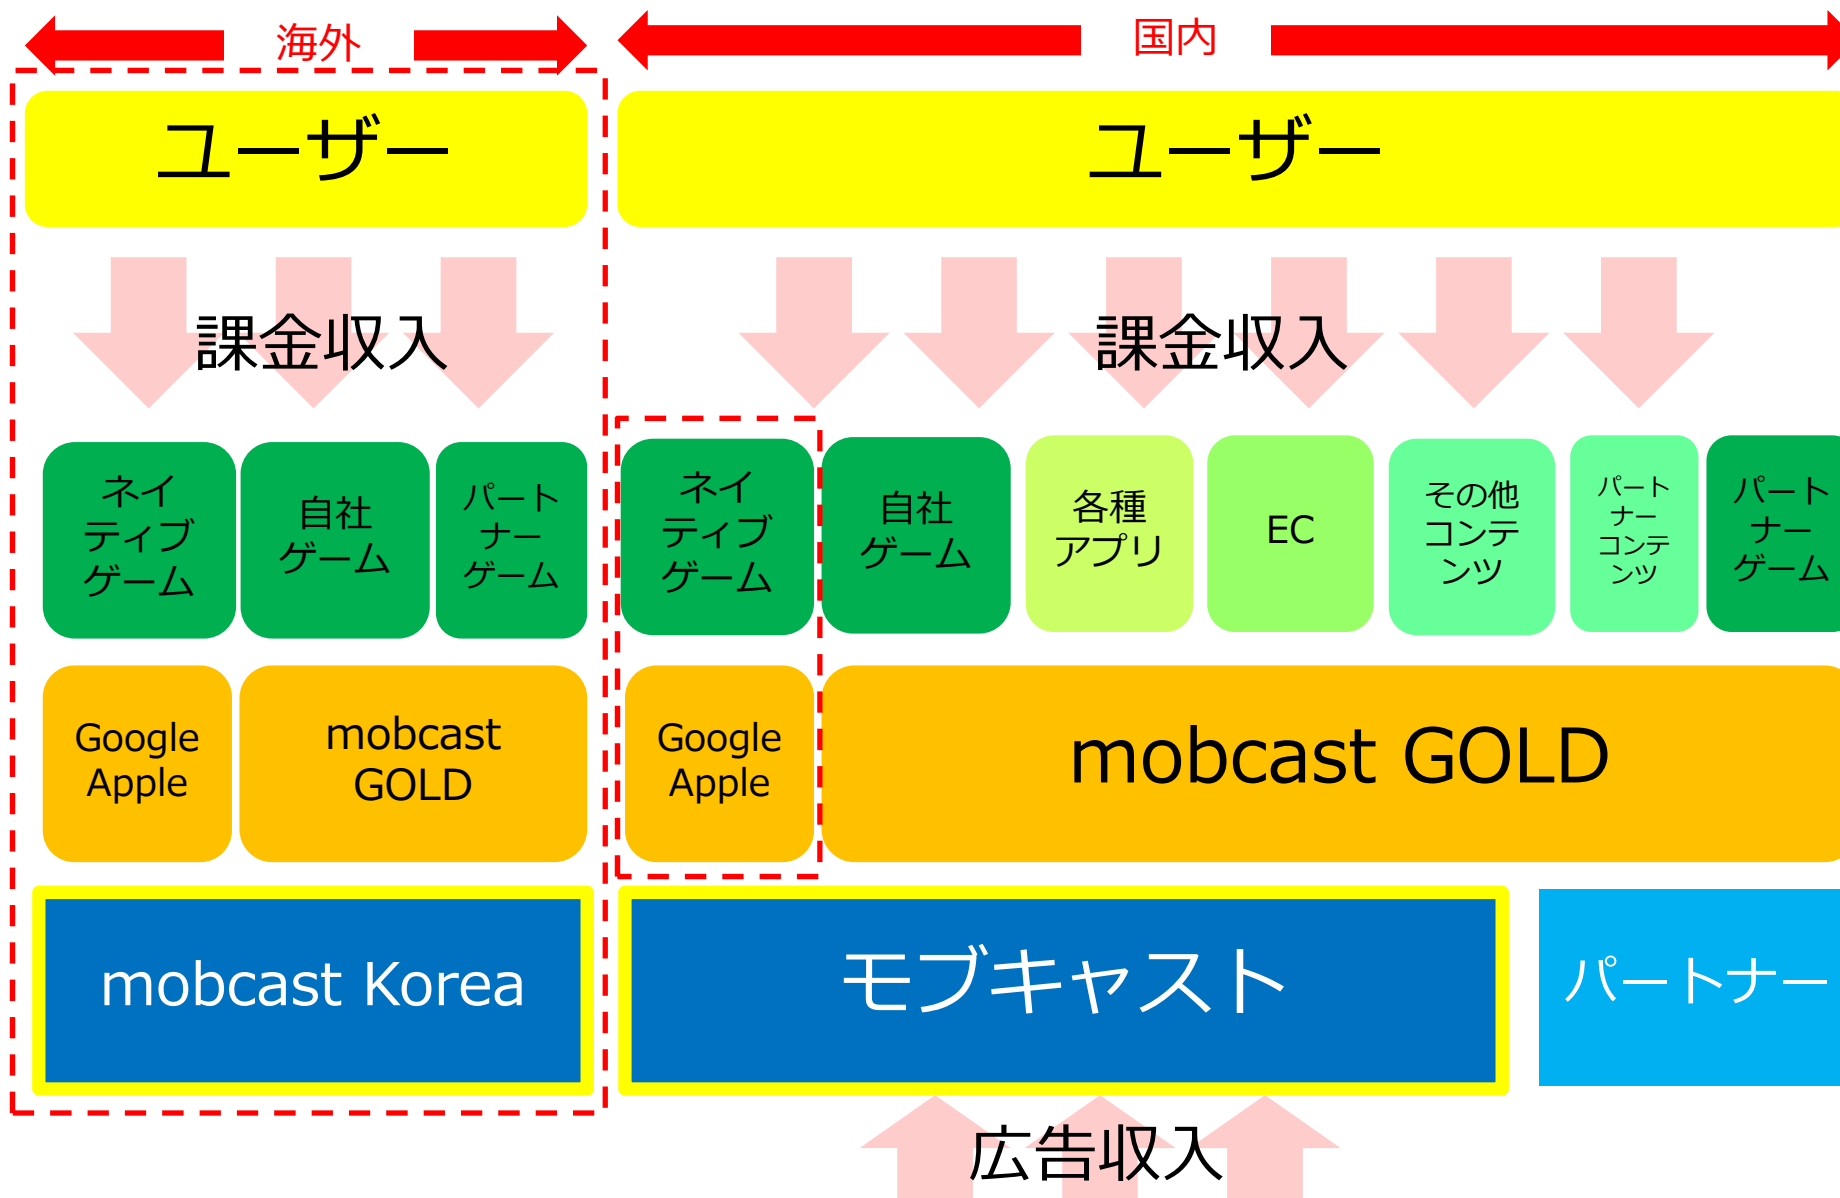 海外
国内
ユーザー
ユーザー
課金収入
課金収入
ネイ
ティブ
ゲーム
自社
ゲーム
パート
ナー
ゲーム
ネイ
ティブ
ゲーム
自社
ゲーム
各種
アプリ
EC
その他
コンテ
ンツ
パート
ナー
コンテ
ンツ
パート
ナー
ゲーム
Google
Apple
mobcast
GOLD
Google
Apple
mobcast GOLD
mobcast Korea
モブキャスト
パートナー
広告収入